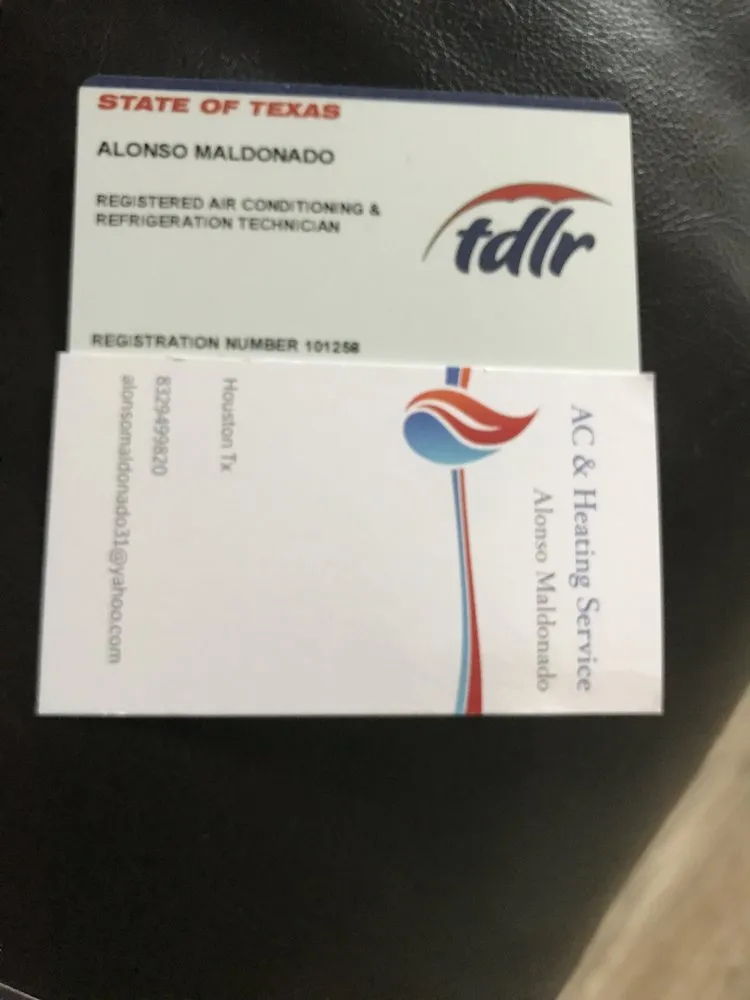 STATE OF TEXAS
ALONSO MALDONADO
REGISTERED AIR CONDITIONING &
REFRIGERATION TECHNICIAN
tdlr
REGISTRATION NUMBER 101258
AC & Heating Service
Alonso Maldonado
Houston Tx
8329499820
alonsomaldonado31@yahoo.com